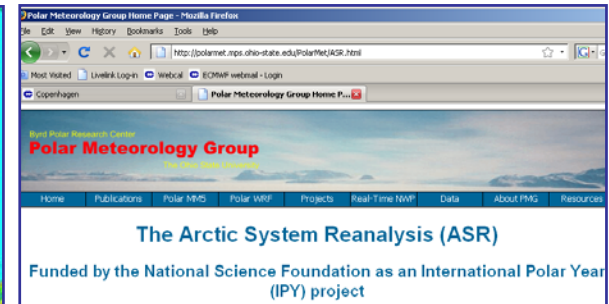 Polar Meteorology Group Home Page - Mozilla Firefox
File Edit View History Bookmarks Tools Help
http://polarmet.mps.ohio-state.edu/PolarMet/ASR.html
Most Visited Livelink Log-in Webcal ECMWF webmail - Login
Copenhagen Polar Meteorology Group Home P...
Byrd Polar Research Center
Polar Meteorology Group
The Ohio State University
Home Publications Polar MM5 Polar WRF Projects Real-Time NWP Data About PMG Resources
The Arctic System Reanalysis (ASR)
Funded by the National Science Foundation as an International Polar Year
(IPY) project